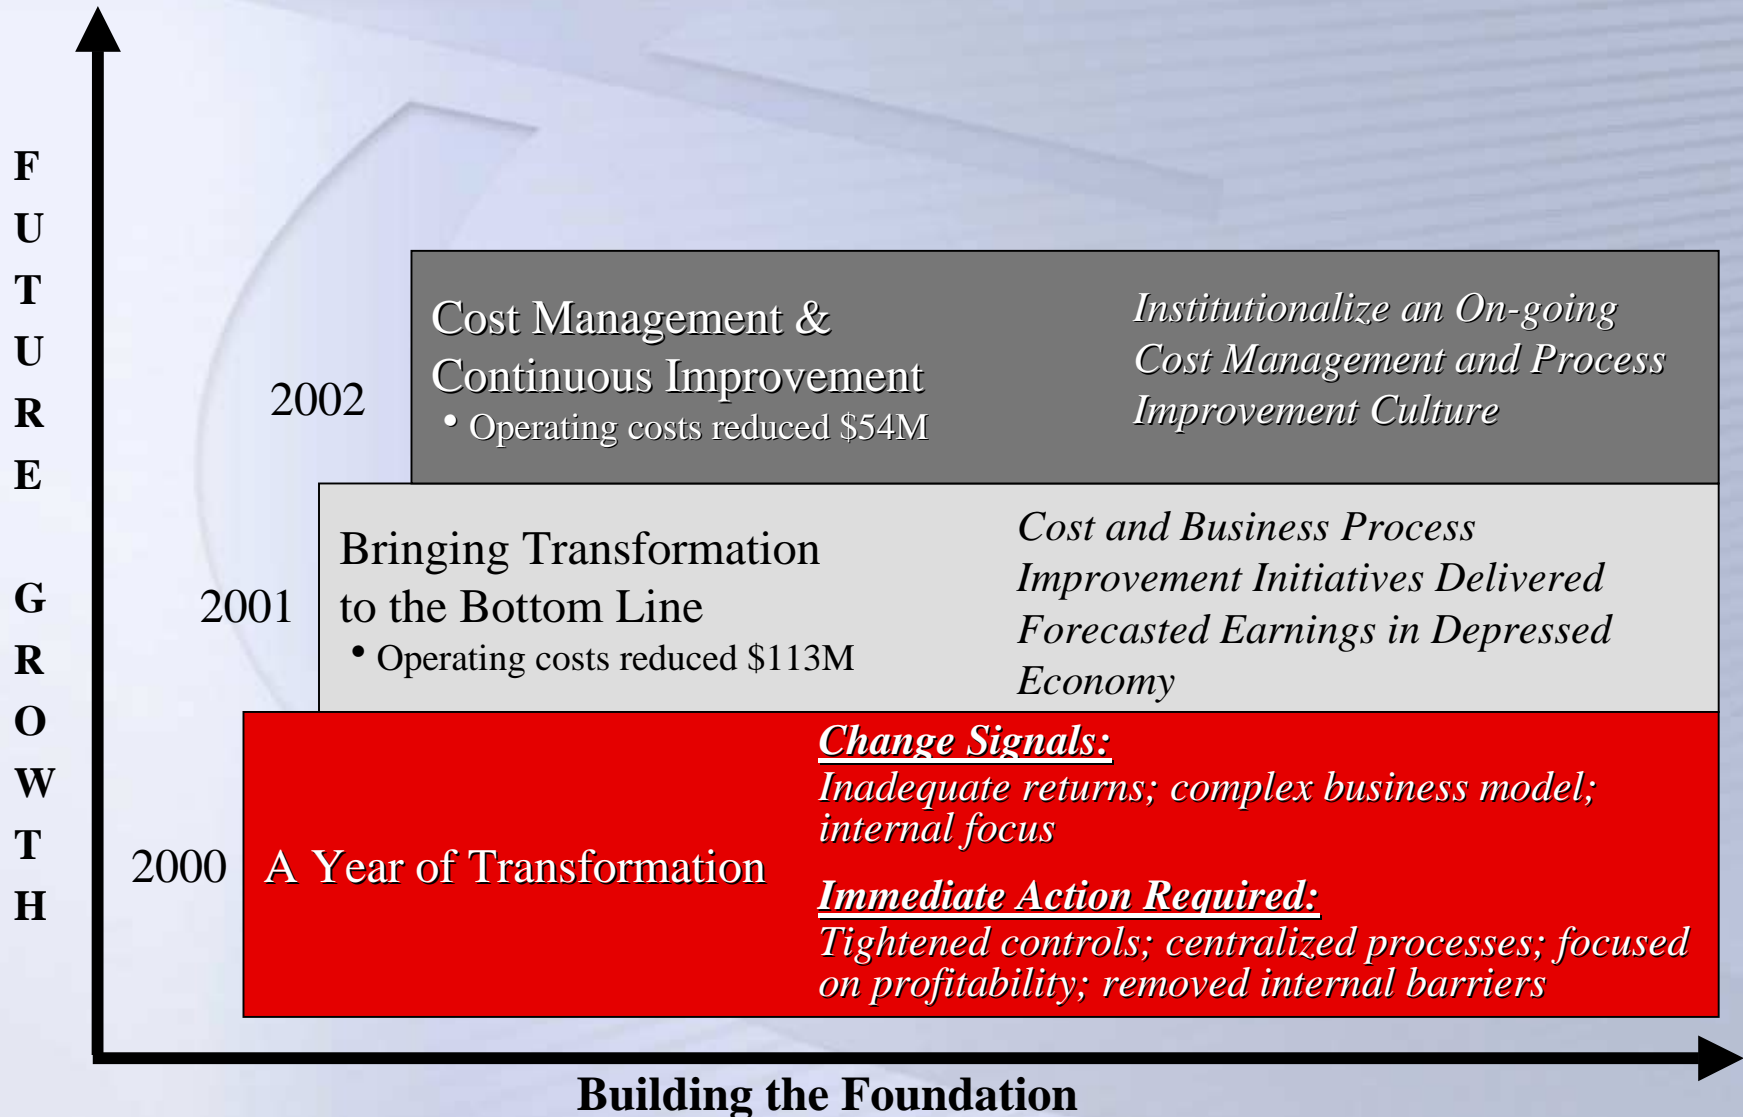 FUTURE GROWTH
2002
Cost Management &
Continuous Improvement
• Operating costs reduced $54M
Institutionalize an On-going
Cost Management and Process
Improvement Culture
2001
Bringing Transformation
to the Bottom Line
• Operating costs reduced $113M
Cost and Business Process
Improvement Initiatives Delivered
Forecasted Earnings in Depressed
Economy
2000
A Year of Transformation
Change Signals:
Inadequate returns; complex business model;
internal focus
Immediate Action Required:
Tightened controls; centralized processes; focused
on profitability; removed internal barriers
Building the Foundation